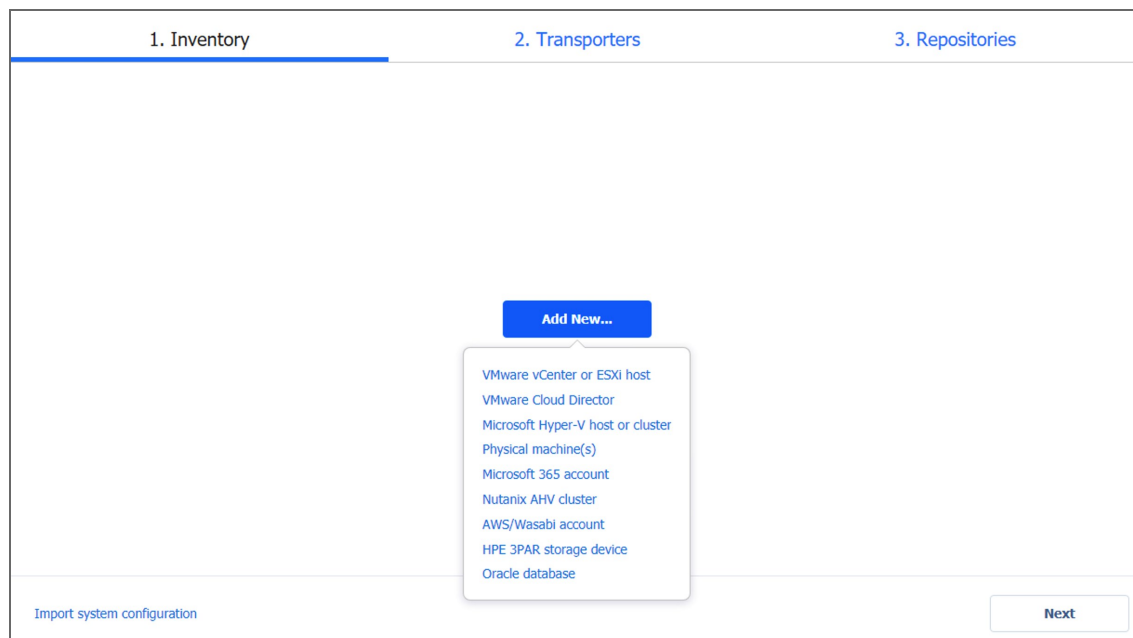 1. Inventory
2. Transporters
3. Repositories
Add New...
VMware vCenter or ESXi host
VMware Cloud Director
Microsoft Hyper-V host or cluster
Physical machine(s)
Microsoft 365 account
Nutanix AHV cluster
AWS/Wasabi account
HPE 3PAR storage device
Oracle database
Import system configuration
Next